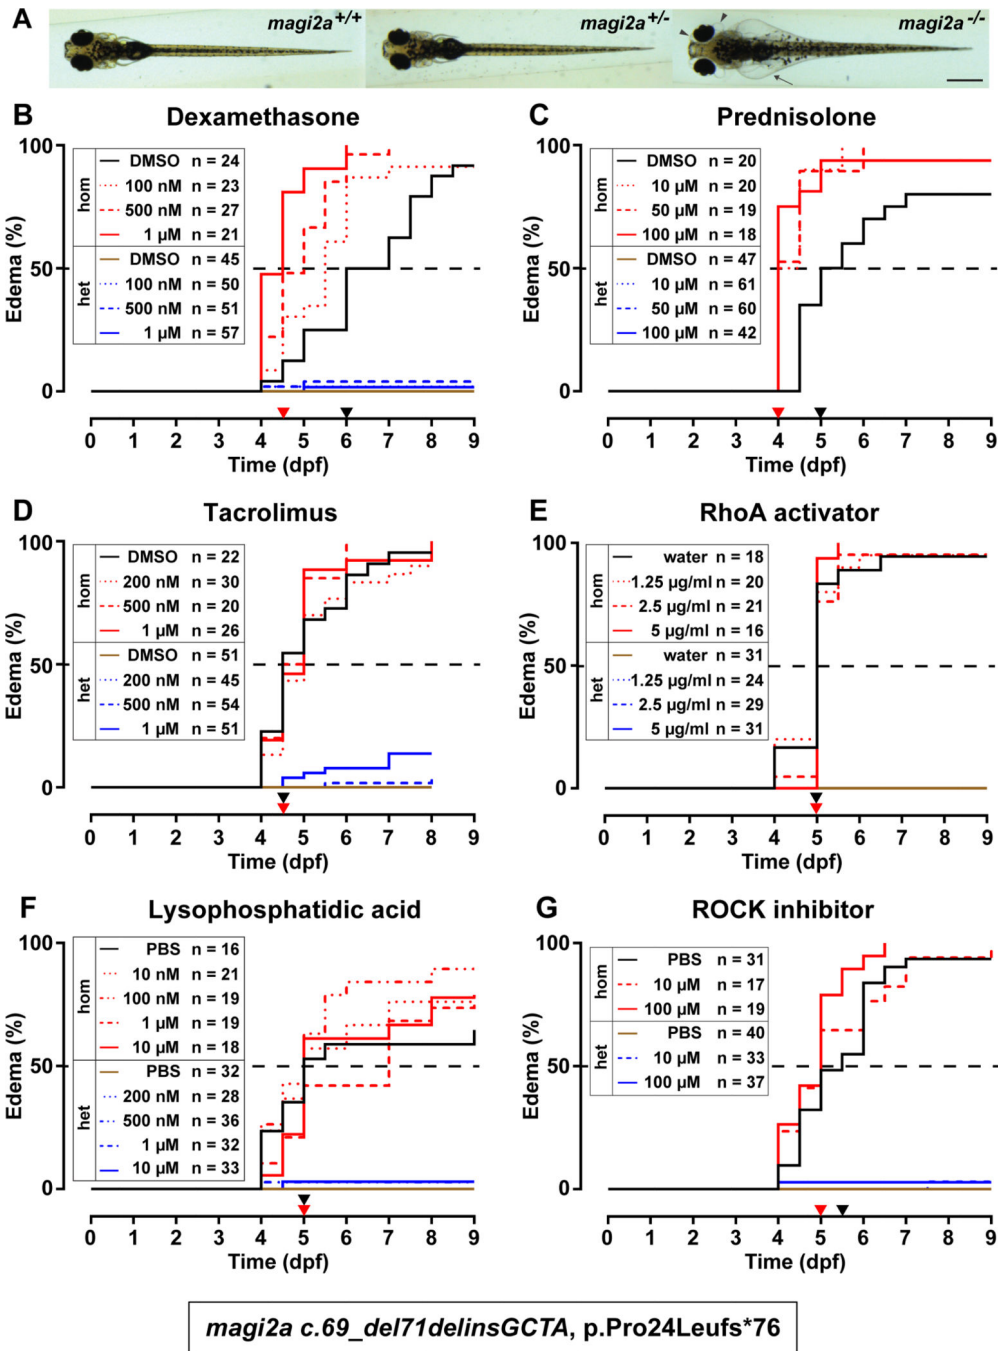 A
magi2a+/+
magi2a+/-
magi2a-/-
B
Dexamethasone
Edema (%)
100
50
0
hom
DMSO n = 24
100 nM n = 23
500 nM n = 27
1 µM n = 21
het
DMSO n = 45
100 nM n = 50
500 nM n = 51
1 µM n = 57
0 1 2 3 4 5 6 7 8 9
Time (dpf)
C
Prednisolone
Edema (%)
100
50
0
hom
DMSO n = 20
10 µM n = 20
50 µM n = 19
100 µM n = 18
het
DMSO n = 47
10 µM n = 61
50 µM n = 60
100 µM n = 42
0 1 2 3 4 5 6 7 8 9
Time (dpf)
D
Tacrolimus
Edema (%)
100
50
0
hom
DMSO n = 22
200 nM n = 30
500 nM n = 20
1 µM n = 26
het
DMSO n = 51
200 nM n = 45
500 nM n = 54
1 µM n = 51
0 1 2 3 4 5 6 7 8 9
Time (dpf)
E
RhoA activator
Edema (%)
100
50
0
hom
water n = 18
1.25 µg/ml n = 20
2.5 µg/ml n = 21
5 µg/ml n = 16
het
water n = 31
1.25 µg/ml n = 24
2.5 µg/ml n = 29
5 µg/ml n = 31
0 1 2 3 4 5 6 7 8 9
Time (dpf)
F
Lysophosphatidic acid
Edema (%)
100
50
0
hom
PBS n = 16
10 nM n = 21
100 nM n = 19
1 µM n = 19
10 µM n = 18
het
PBS n = 32
200 nM n = 28
500 nM n = 36
1 µM n = 32
10 µM n = 33
0 1 2 3 4 5 6 7 8 9
Time (dpf)
G
ROCK inhibitor
Edema (%)
100
50
0
hom
PBS n = 31
10 µM n = 17
100 µM n = 19
het
PBS n = 40
10 µM n = 33
100 µM n = 37
0 1 2 3 4 5 6 7 8 9
Time (dpf)
magi2a c.69_del71delinsGCTA, p.Pro24Leufs*76